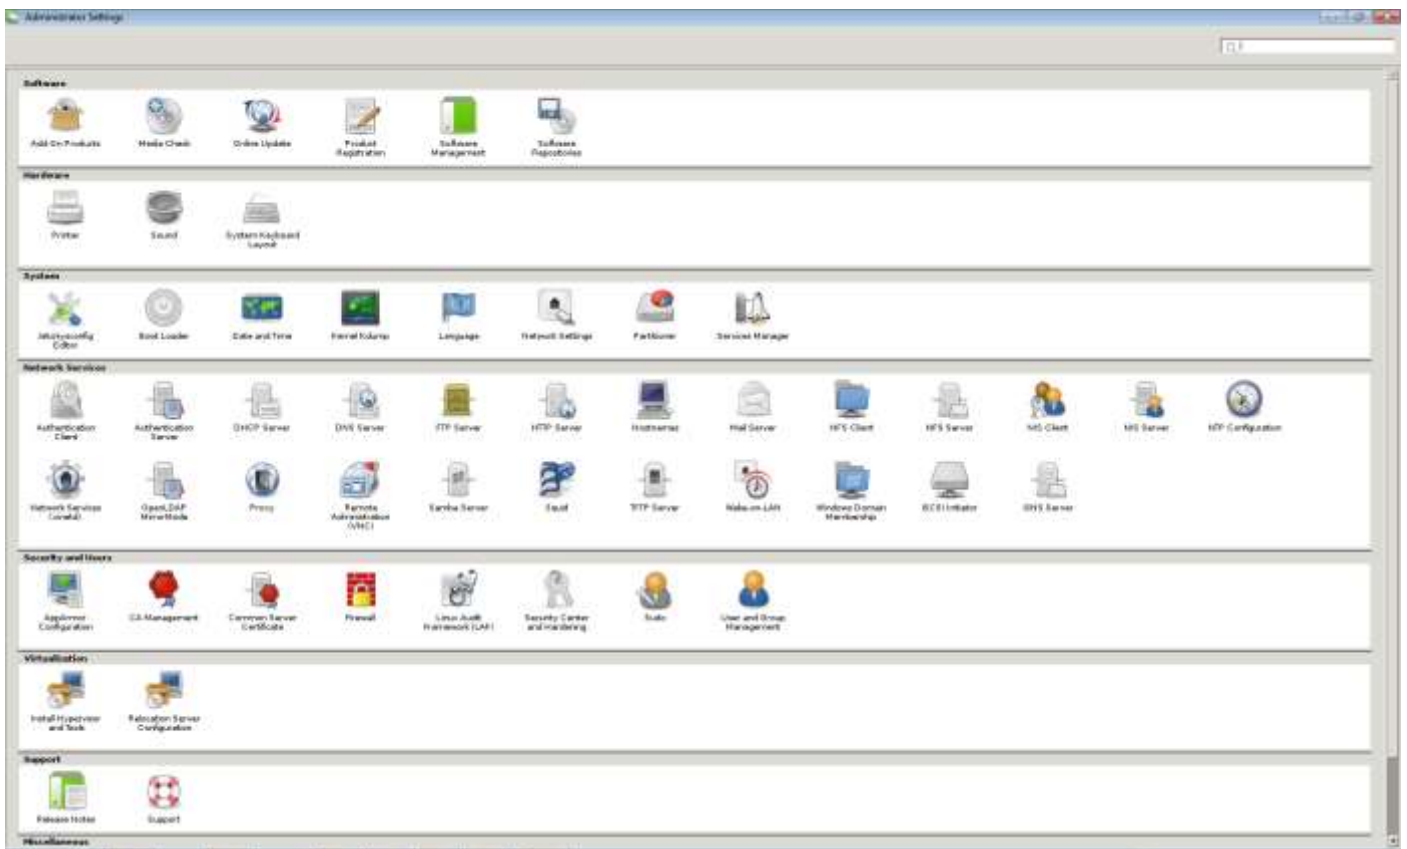 Administrator Settings
Software
Add-On Products
Media Check
Online Update
Product
Registration
Software
Management
Software
Repositories
Hardware
Printer
Sound
System Keyboard
Layout
System
/etc/sysconfig
Editor
Boot Loader
Date and Time
Kernel Kdump
Language
Network Settings
Partitioner
Services Manager
Network Services
Authentication
Client
Authentication
Server
DHCP Server
DNS Server
FTP Server
HTTP Server
Hostnames
Mail Server
NFS Client
NFS Server
NIS Client
NIS Server
NTP Configuration
Network Services
(xinetd)
OpenLDAP
MirrorMode
Proxy
Remote
Administration
(VNC)
Samba Server
Squid
TFTP Server
Wake-on-LAN
Windows Domain
Membership
iSCSI Initiator
iSNS Server
Security and Users
AppArmor
Configuration
CA Management
Common Server
Certificate
Firewall
Linux Audit
Framework (LAF)
Security Center
and Hardening
Sudo
User and Group
Management
Virtualization
Install Hypervisor
and Tools
Relocation Server
Configuration
Support
Release Notes
Support
Miscellaneous